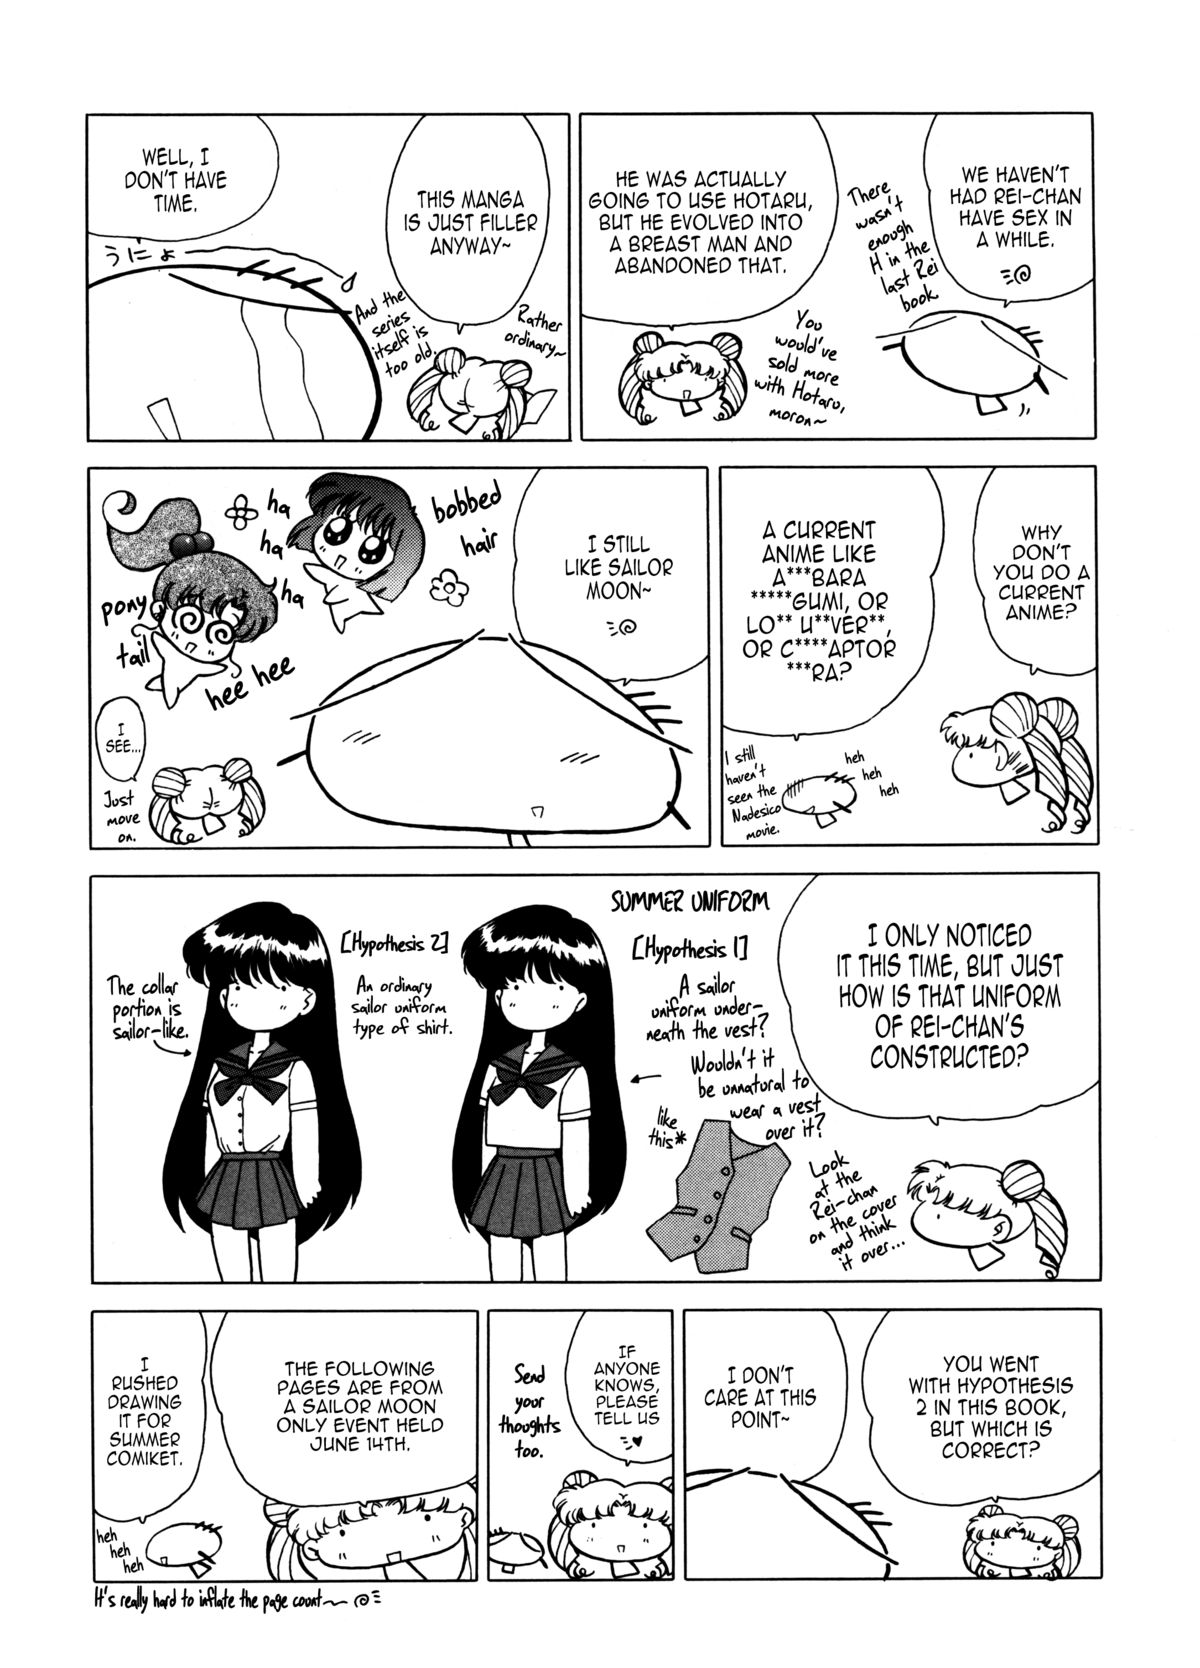 WE HAVEN'T
HAD REI-CHAN
HAVE SEX IN
A WHILE.
There
wasn't
enough
H in the
last Rei
book.
HE WAS ACTUALLY
GOING TO USE HOTARU,
BUT HE EVOLVED INTO
A BREAST MAN AND
ABANDONED THAT.
You
would've
sold more
with Hotaru,
moron~
THIS MANGA
IS JUST FILLER
ANYWAY~
Rather
ordinary~
And the
series
itself is
too old.
WELL, I
DON'T HAVE
TIME.
うにょ
WHY
DON'T
YOU DO A
CURRENT
ANIME?
A CURRENT
ANIME LIKE
A***BARA
*****GUMI, OR
LO** U**VER**,
OR C****APTOR
***RA?
I still
haven't
seen the
Nadesico
movie.
heh
heh
heh
I STILL
LIKE SAILOR
MOON~
bobbed
hair
ha
ha
ha
ha
pony
tail
hee hee
I
SEE...
Just
move
on.
I ONLY NOTICED
IT THIS TIME, BUT JUST
HOW IS THAT UNIFORM
OF REI-CHAN'S
CONSTRUCTED?
Look
at the
Rei-chan
on the cover
and think
it over...
SUMMER UNIFORM
[Hypothesis 1]
A sailor
uniform under-
neath the vest?
Wouldn't it
be unnatural to
wear a vest
over it?
like
this*
[Hypothesis 2]
An ordinary
sailor uniform
type of shirt.
The collar
portion is
sailor-like.
YOU WENT
WITH HYPOTHESIS
2 IN THIS BOOK,
BUT WHICH IS
CORRECT?
I DON'T
CARE AT THIS
POINT~
IF
ANYONE
KNOWS,
PLEASE
TELL US
♥
Send
your
thoughts
too.
THE FOLLOWING
PAGES ARE FROM
A SAILOR MOON
ONLY EVENT HELD
JUNE 14TH.
I
RUSHED
DRAWING
IT FOR
SUMMER
COMIKET.
heh
heh
heh
It's really hard to inflate the page count~